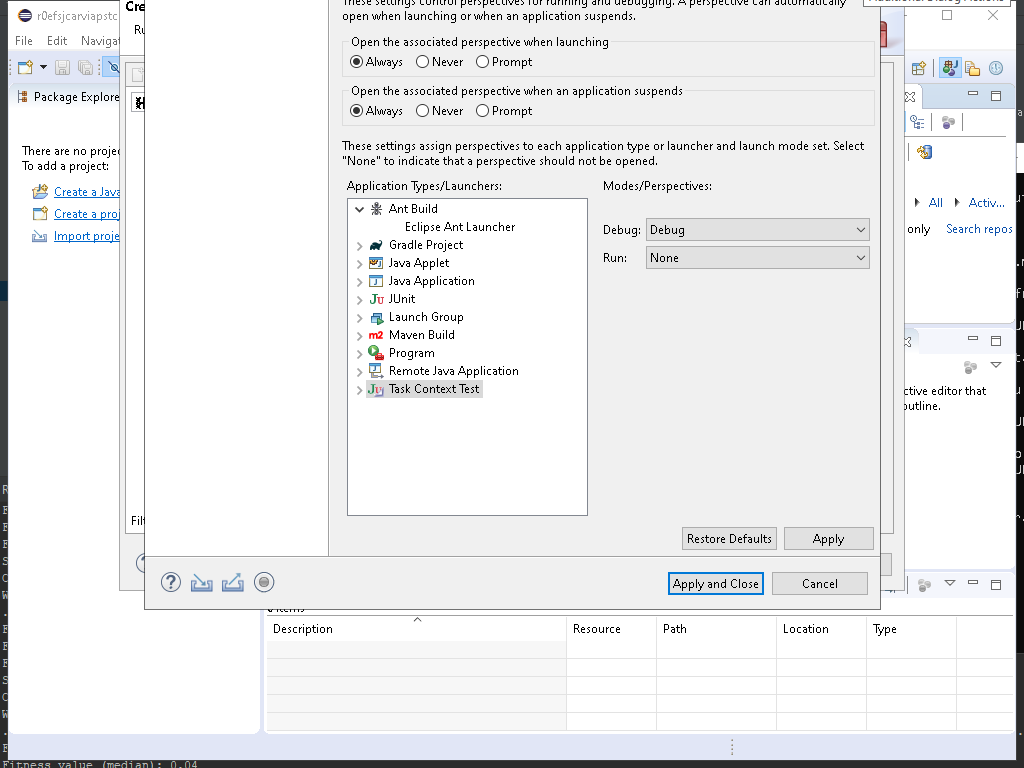 These settings control perspectives for running and debugging. A perspective can automatically
open when launching or when an application suspends.
r0efsjcarviapstc
Cre
Ru
File Edit Navigat
Open the associated perspective when launching
Always Never Prompt
Package Explore
Open the associated perspective when an application suspends
Always Never Prompt
There are no projec
To add a project:
Create a Java
Create a proj
Import proje
These settings assign perspectives to each application type or launcher and launch mode set. Select
"None" to indicate that a perspective should not be opened.
Application Types/Launchers:
Modes/Perspectives:
Ant Build
Eclipse Ant Launcher
Gradle Project
Java Applet
Java Application
JUnit
Launch Group
Maven Build
Program
Remote Java Application
Task Context Test
Debug: Debug
Run: None
All Activ...
only Search repos
ctive editor that
outline.
Filt
Restore Defaults Apply
Apply and Close Cancel
Description Resource Path Location Type
Fitness value (median): 0.04